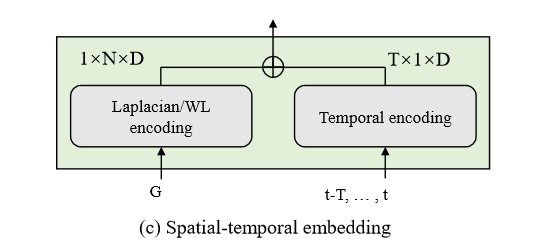 1×N×D
T×1×D
Laplacian/WL
encoding
Temporal encoding
G
t-T, … , t
(c) Spatial-temporal embedding